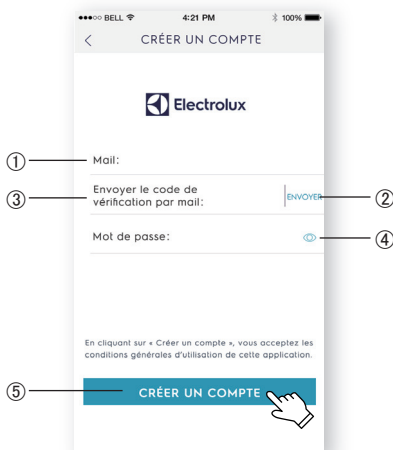 ●●●○○ BELL 4:21 PM 100%
< CRÉER UN COMPTE
Electrolux
① Mail:
③ Envoyer le code de
vérification par mail:
ENVOYER ②
Mot de passe: ④
En cliquant sur « Créer un compte », vous acceptez les
conditions générales d'utilisation de cette application.
⑤ CRÉER UN COMPTE